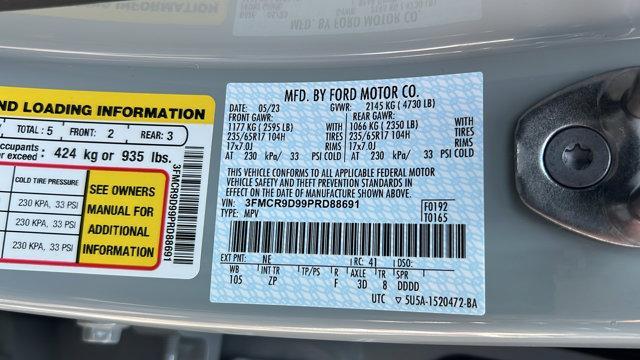 MFD. BY FORD MOTOR CO.
ND LOADING INFORMATION
TOTAL: 5 FRONT: 2 REAR: 3
ccupants
exceed 424 kg or 935 lbs.
COLD TIRE PRESSURE
230 KPA, 33 PSI
230 KPA, 33 PSI
230 KPA, 33 PSI
SEE OWNERS
MANUAL FOR
ADDITIONAL
INFORMATION
3FMCR9D99PRD88691
MFD. BY FORD MOTOR CO.
DATE: 05/23 GVWR: 2145 KG ( 4730 LB)
FRONT GAWR: REAR GAWR:
1177 KG ( 2595 LB) WITH 1066 KG ( 2350 LB) WITH
235/65R17 104H TIRES 235/65R17 104H TIRES
17x7.0J RIMS 17x7.0J RIMS
AT 230 kPa/ 33 PSI COLD AT 230 kPa/ 33 PSI COLD
THIS VEHICLE CONFORMS TO ALL APPLICABLE FEDERAL MOTOR
VEHICLE SAFETY AND THEFT PREVENTION STANDARDS IN
EFFECT ON THE DATE OF MANUFACTURE SHOWN ABOVE.
VIN: 3FMCR9D99PRD88691 F0192
TYPE: MPV T0165
EXT PNT: NE RC: 41 DSO:
WB INT TR TP/PS R AXLE TR SPR
105 ZP F 3D 8 DDDD
UTC 5U5A-1520472-BA